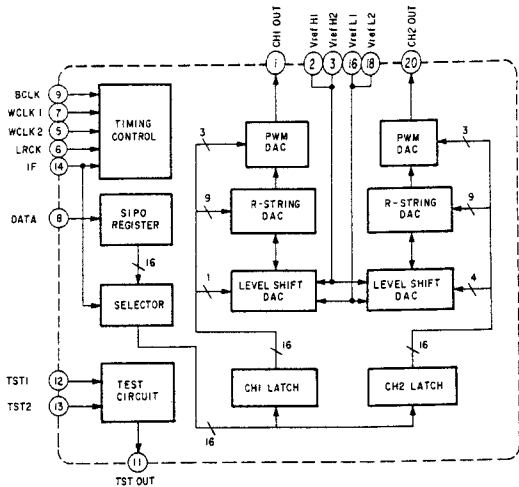 CH1 OUT
Vref H1
Vref H2
Vref L1
Vref L2
CH2 OUT
1
2
3
16
18
20
BCLK 9
WCLK 1 7
WCLK 2 5
LRCK 6
IF 14
TIMING CONTROL
3
PWM DAC
PWM DAC
3
DATA 8
SIPO REGISTER
9
R-STRING DAC
R-STRING DAC
9
16
SELECTOR
1
LEVEL SHIFT DAC
LEVEL SHIFT DAC
4
16
16
TST1 12
TST2 13
TEST CIRCUIT
CH1 LATCH
CH2 LATCH
16
11
TST OUT